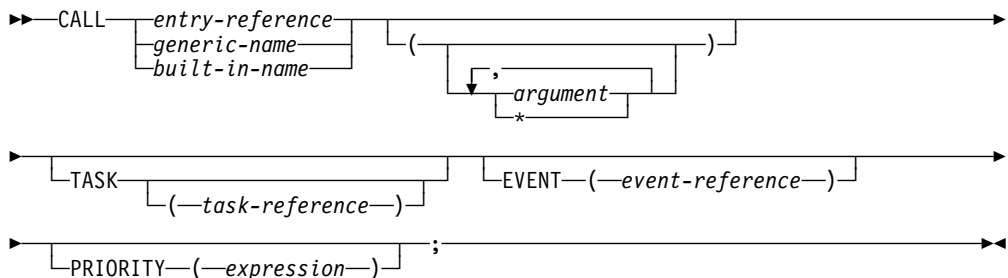 CALL entry-reference
generic-name ( )
built-in-name ,
argument
*
TASK EVENT ( event-reference )
( task-reference )
;
PRIORITY ( expression )